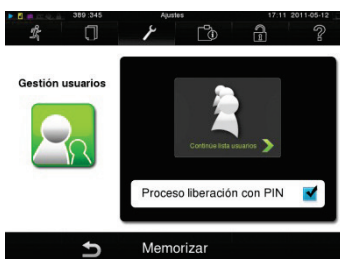 389 :345 Ajustes 17:11 2011-05-12
Gestión usuarios
Continúe lista usuarios
Proceso liberación con PIN
Memorizar